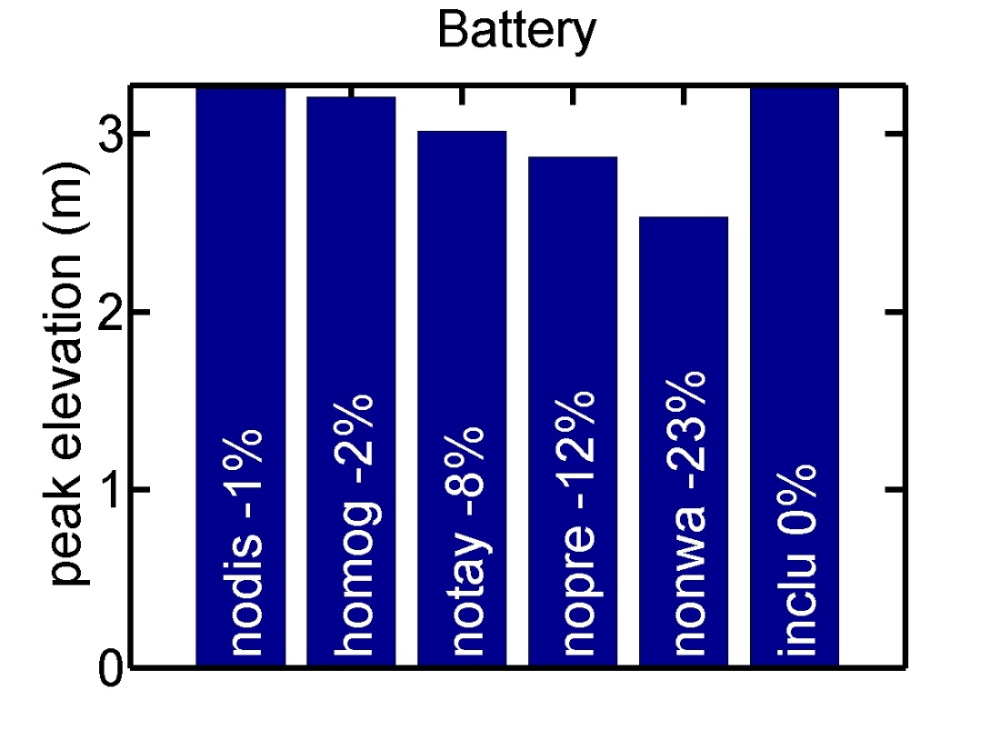 Battery
peak elevation (m)
3
2
1
0
nodis -1%
homog -2%
notay -8%
nopre -12%
nonwa -23%
inclu 0%